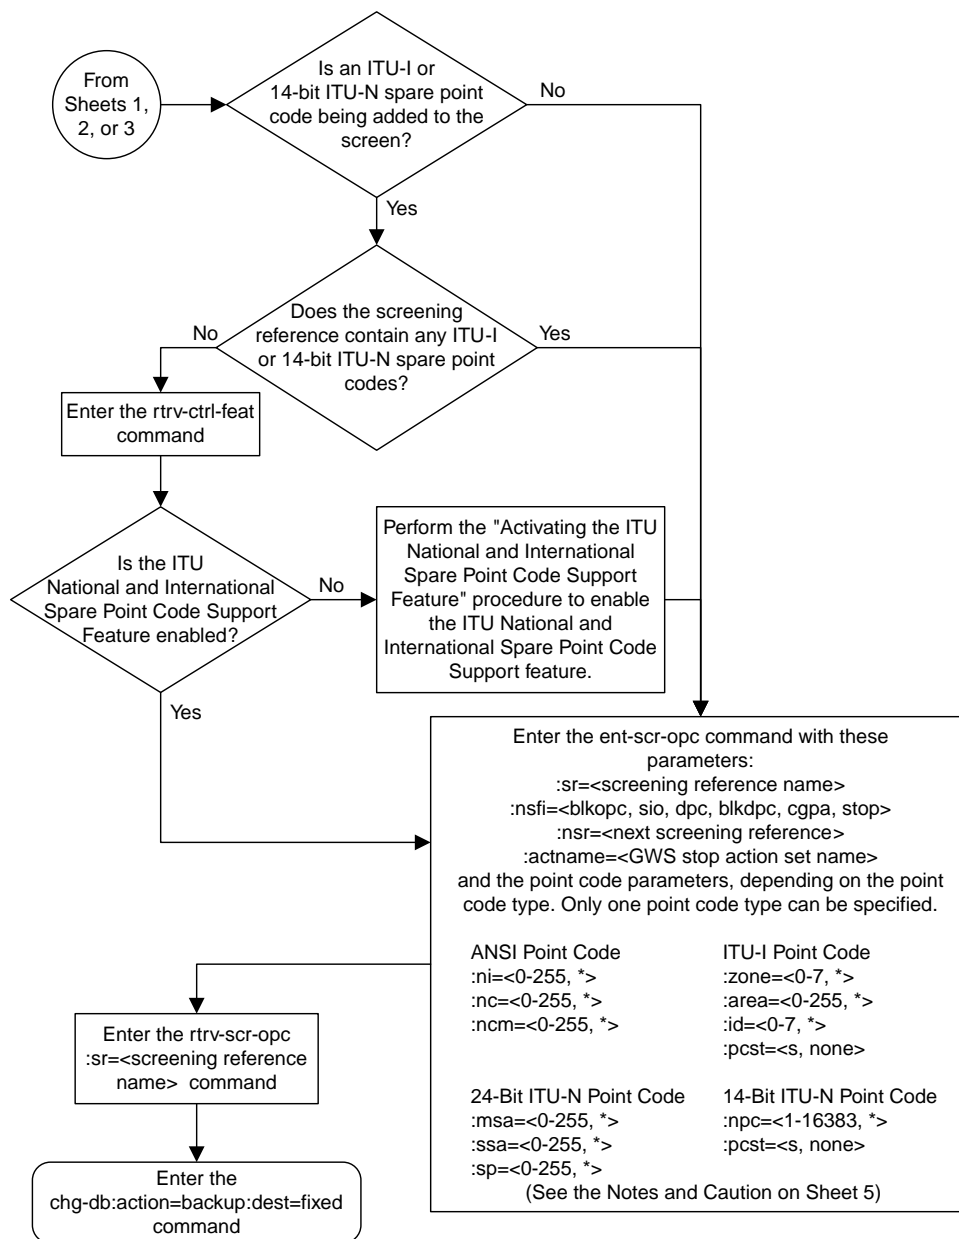 From
Sheets 1,
2, or 3
Is an ITU-I or
14-bit ITU-N spare point
code being added to the
screen?
No
Yes
Does the screening
reference contain any ITU-I
or 14-bit ITU-N spare point
codes?
No
Yes
Enter the rtrv-ctrl-feat
command
Is the ITU
National and International
Spare Point Code Support
Feature enabled?
No
Yes
Perform the "Activating the ITU
National and International
Spare Point Code Support
Feature" procedure to enable
the ITU National and
International Spare Point Code
Support feature.
Enter the ent-scr-opc command with these
parameters:
:sr=<screening reference name>
:nsfi=<blkopc, sio, dpc, blkdpc, cgpa, stop>
:nsr=<next screening reference>
:actname=<GWS stop action set name>
and the point code parameters, depending on the point
code type. Only one point code type can be specified.
ANSI Point Code
:ni=<0-255, *>
:nc=<0-255, *>
:ncm=<0-255, *>
ITU-I Point Code
:zone=<0-7, *>
:area=<0-255, *>
:id=<0-7, *>
:pcst=<s, none>
24-Bit ITU-N Point Code
:msa=<0-255, *>
:ssa=<0-255, *>
:sp=<0-255, *>
14-Bit ITU-N Point Code
:npc=<1-16383, *>
:pcst=<s, none>
(See the Notes and Caution on Sheet 5)
Enter the rtrv-scr-opc
:sr=<screening reference
name> command
Enter the
chg-db:action=backup:dest=fixed
command